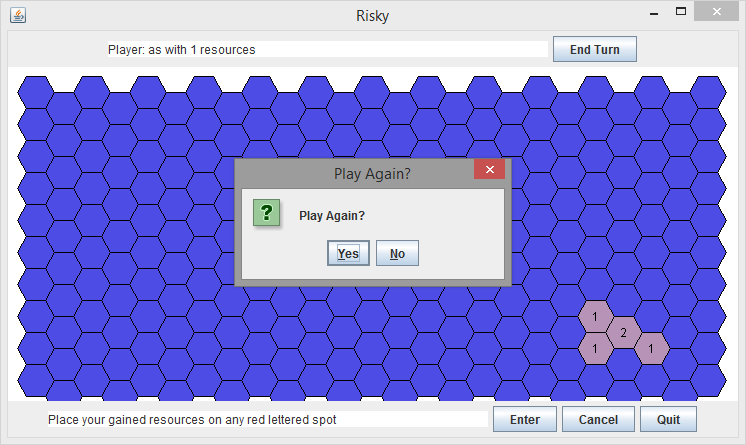 Risky
Player: as with 1 resources
End Turn
Play Again?
?
Play Again?
Yes No
1
2
1 1
Place your gained resources on any red lettered spot
Enter Cancel Quit